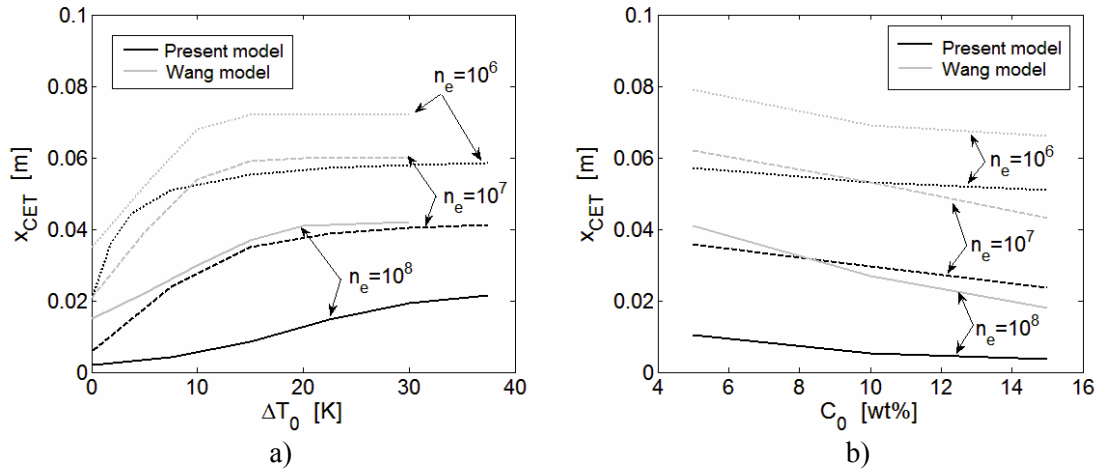 0.1
0.08
0.06
0.04
0.02
0
x_CET [m]
Present model
Wang model
n_e=10^6
n_e=10^7
n_e=10^8
0 10 20 30 40
ΔT_0 [K]
a)
0.1
0.08
0.06
0.04
0.02
0
x_CET [m]
Present model
Wang model
n_e=10^6
n_e=10^7
n_e=10^8
4 6 8 10 12 14 16
C_0 [wt%]
b)